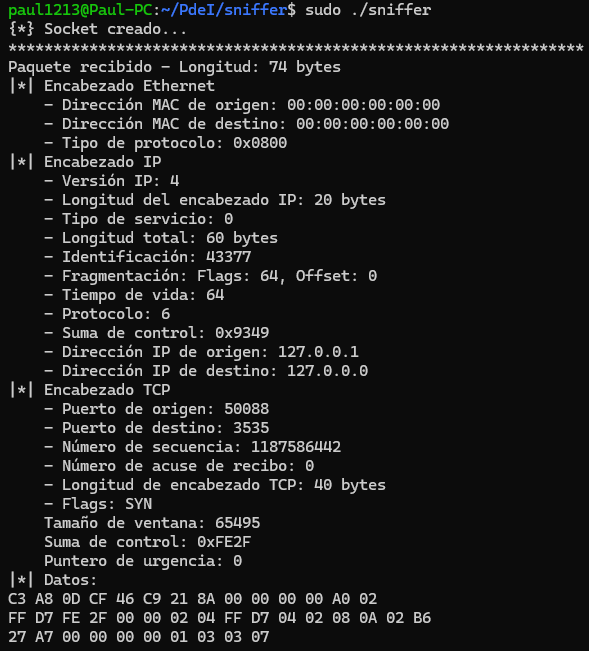 paul1213@Paul-PC:~/PdeI/sniffer$ sudo ./sniffer
{*} Socket creado...
****************************************************************
Paquete recibido - Longitud: 74 bytes
|*| Encabezado Ethernet
    - Dirección MAC de origen: 00:00:00:00:00:00
    - Dirección MAC de destino: 00:00:00:00:00:00
    - Tipo de protocolo: 0x0800
|*| Encabezado IP
    - Versión IP: 4
    - Longitud del encabezado IP: 20 bytes
    - Tipo de servicio: 0
    - Longitud total: 60 bytes
    - Identificación: 43377
    - Fragmentación: Flags: 64, Offset: 0
    - Tiempo de vida: 64
    - Protocolo: 6
    - Suma de control: 0x9349
    - Dirección IP de origen: 127.0.0.1
    - Dirección IP de destino: 127.0.0.0
|*| Encabezado TCP
    - Puerto de origen: 50088
    - Puerto de destino: 3535
    - Número de secuencia: 1187586442
    - Número de acuse de recibo: 0
    - Longitud de encabezado TCP: 40 bytes
    - Flags: SYN
    Tamaño de ventana: 65495
    Suma de control: 0xFE2F
    Puntero de urgencia: 0
|*| Datos:
C3 A8 0D CF 46 C9 21 8A 00 00 00 00 A0 02
FF D7 FE 2F 00 00 02 04 FF D7 04 02 08 0A 02 B6
27 A7 00 00 00 00 01 03 03 07